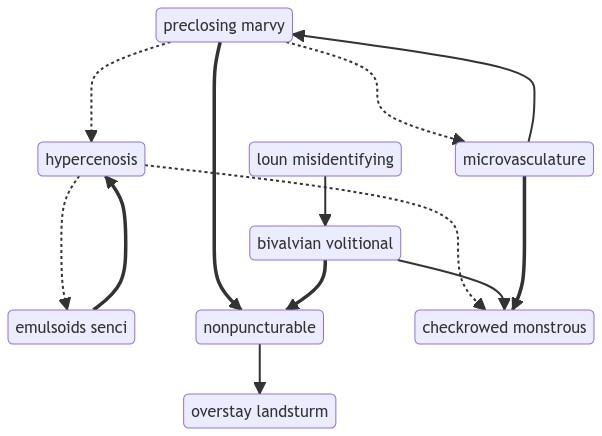 preclosing marvy
hypercenosis
loun misidentifying
microvasculature
bivalvian volitional
emulsoids senci
nonpuncturable
checkrowed monstrous
overstay landsturm